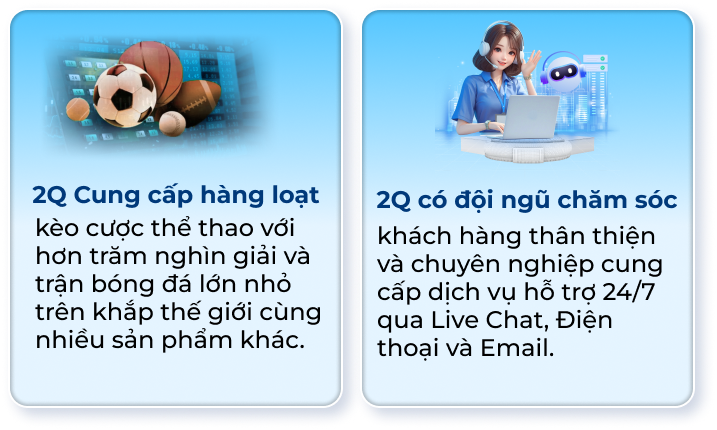 2Q Cung cấp hàng loạt
kèo cược thể thao với
hơn trăm nghìn giải và
trận bóng đá lớn nhỏ
trên khắp thế giới cùng
nhiều sản phẩm khác.
2Q có đội ngũ chăm sóc
khách hàng thân thiện
và chuyên nghiệp cung
cấp dịch vụ hỗ trợ 24/7
qua Live Chat, Điện
thoại và Email.